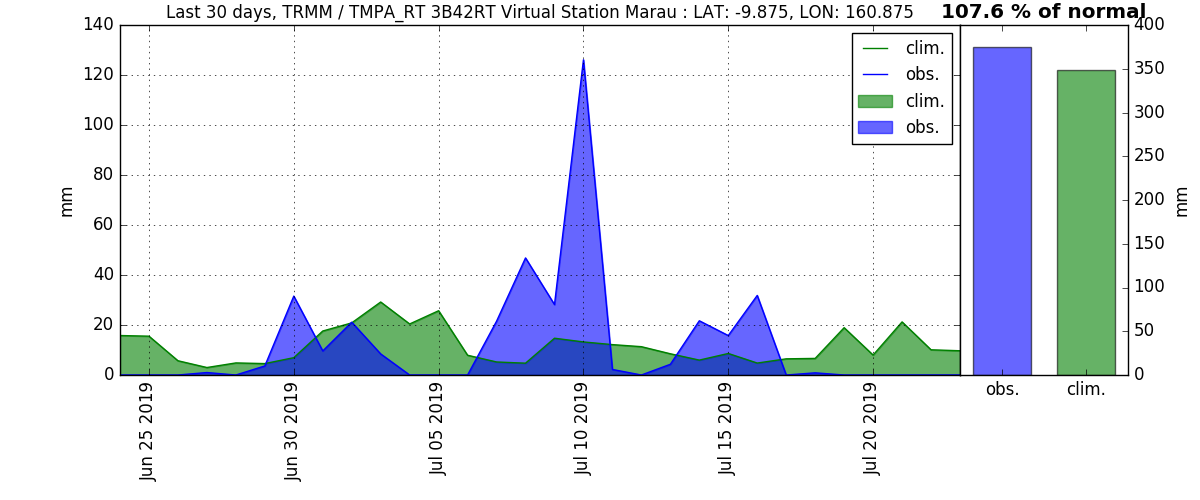 Last 30 days, TRMM / TMPA_RT 3B42RT Virtual Station Marau : LAT: -9.875, LON: 160.875
107.6 % of normal
mm
140
120
100
80
60
40
20
0
Jun 25 2019
Jun 30 2019
Jul 05 2019
Jul 10 2019
Jul 15 2019
Jul 20 2019
clim.
obs.
clim.
obs.
400
350
300
250
200
150
100
50
0
mm
obs.
clim.